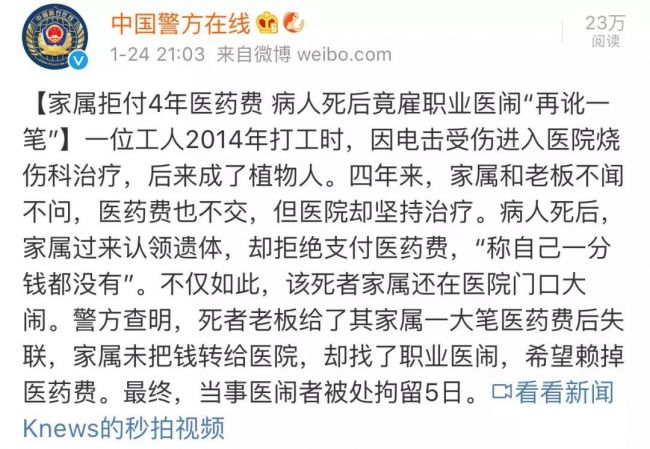 中国警方在线
1-24 21:03 来自微博 weibo.com
23万
阅读
【家属拒付4年医药费 病人死后竟雇职业医闹“再讹一
笔”】一位工人2014年打工时，因电击受伤进入医院烧
伤科治疗，后来成了植物人。四年来，家属和老板不闻
不问，医药费也不交，但医院却坚持治疗。病人死后，
家属过来认领遗体，却拒绝支付医药费，“称自己一分
钱都没有”。不仅如此，该死者家属还在医院门口大
闹。警方查明，死者老板给了其家属一大笔医药费后失
联，家属未把钱转给医院，却找了职业医闹，希望赖掉
医药费。最终，当事医闹者被处拘留5日。看看新闻
Knews的秒拍视频